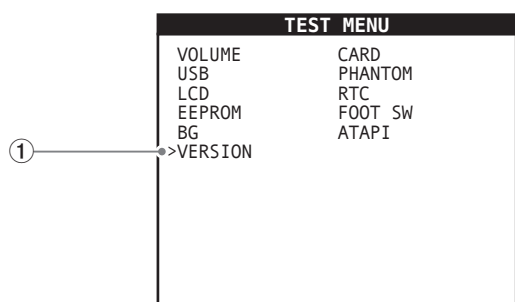 TEST MENU
VOLUME CARD
USB PHANTOM
LCD RTC
EEPROM FOOT SW
BG ATAPI
① >VERSION